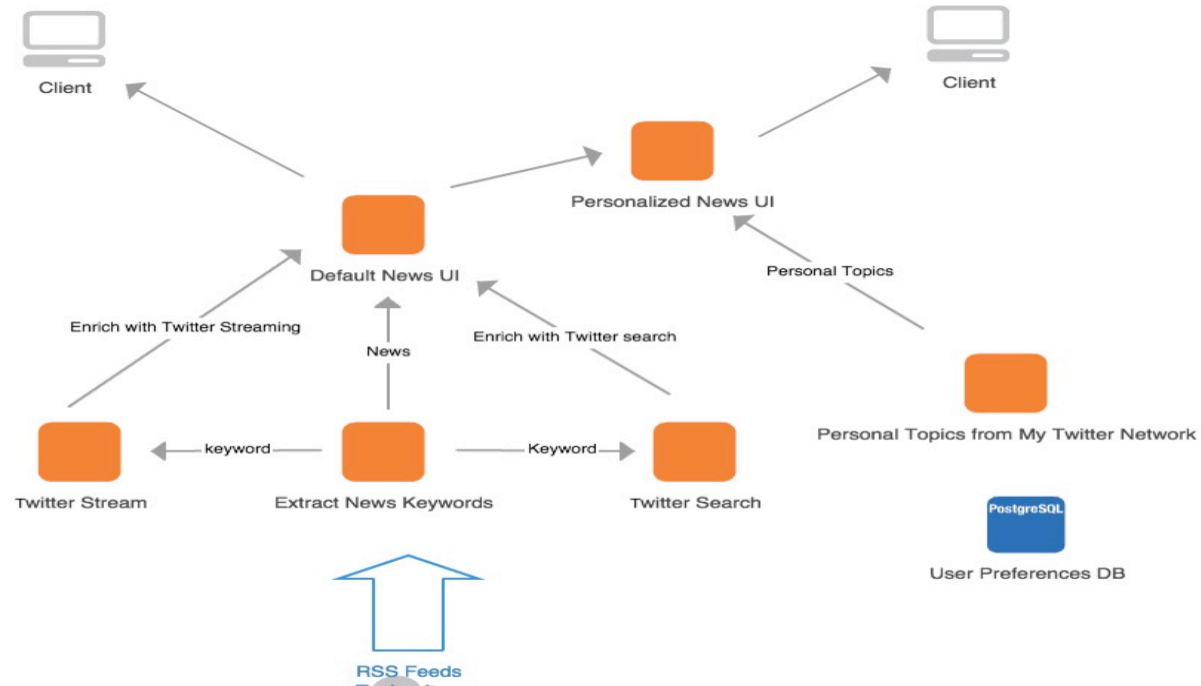 Client
Client
Personalized News UI
Default News UI
Personal Topics
Enrich with Twitter Streaming
Enrich with Twitter search
News
Personal Topics from My Twitter Network
keyword
Keyword
Twitter Stream
Extract News Keywords
Twitter Search
PostgreSQL
User Preferences DB
RSS Feeds